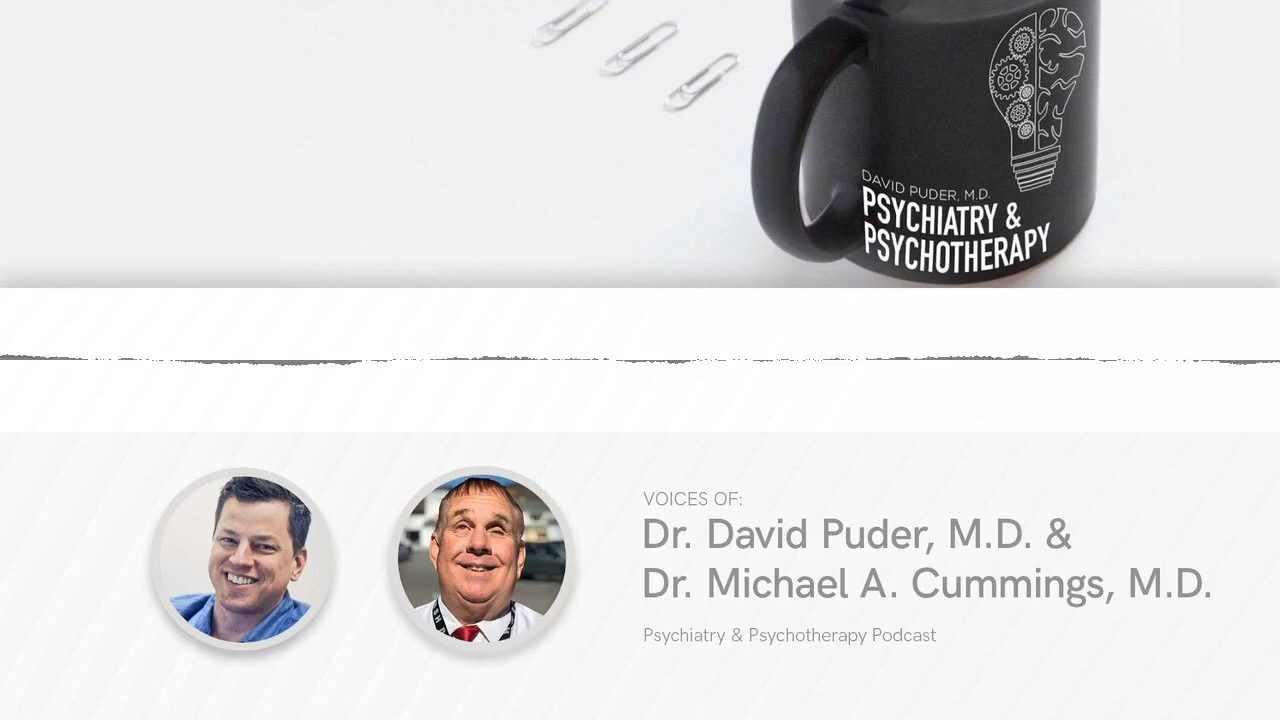 DAVID PUDER, M.D.
PSYCHIATRY &
PSYCHOTHERAPY
VOICES OF:
Dr. David Puder, M.D. &
Dr. Michael A. Cummings, M.D.
Psychiatry & Psychotherapy Podcast